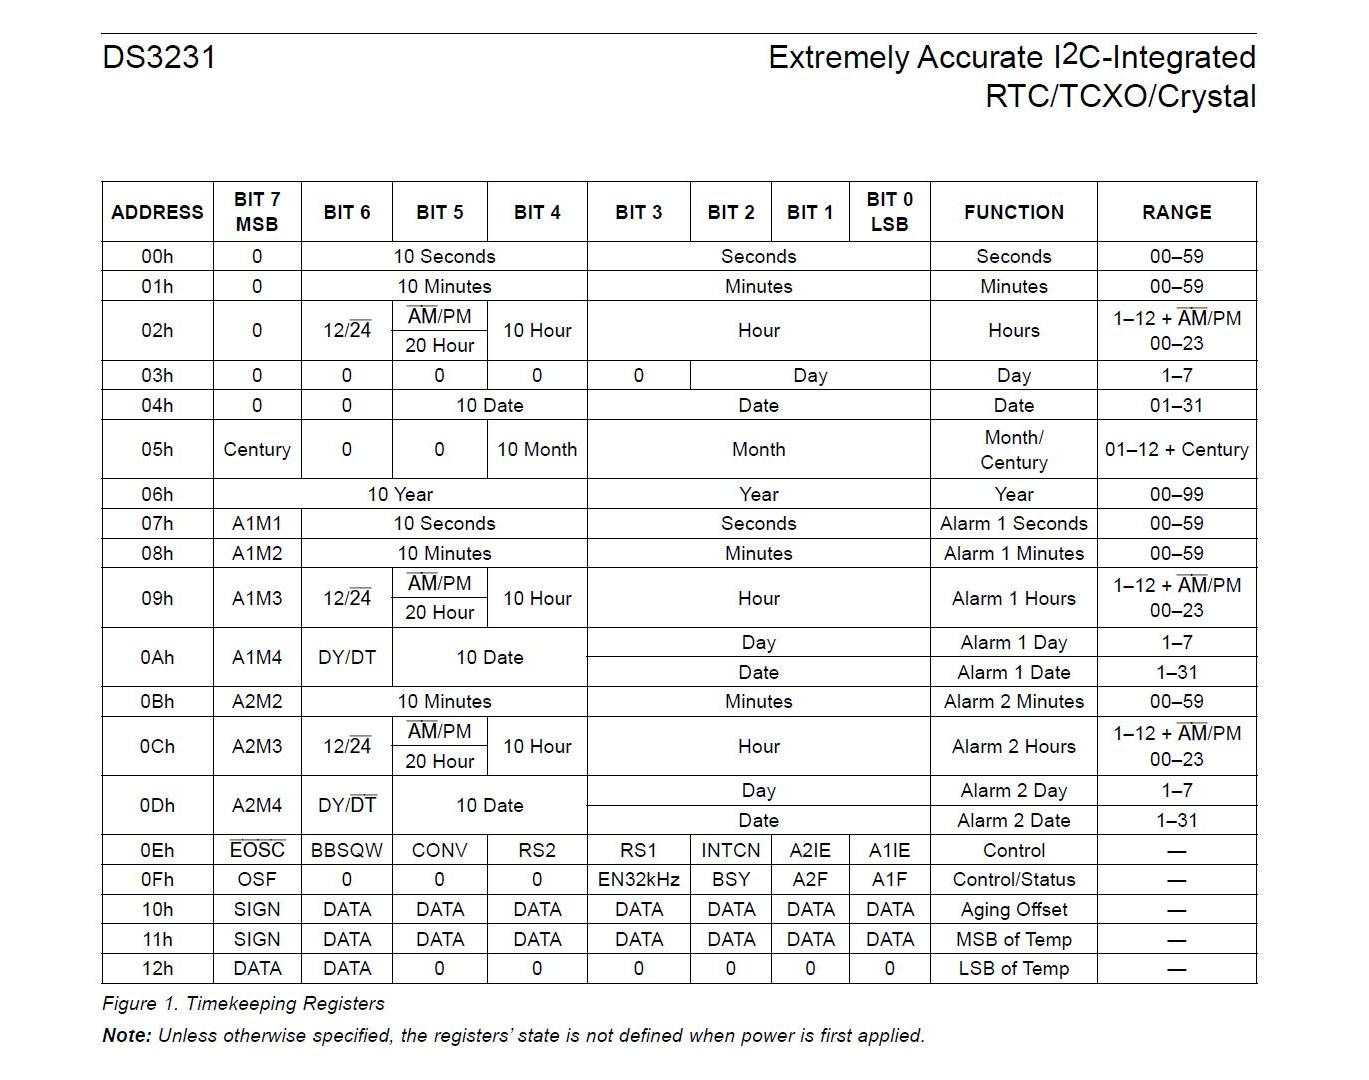 DS3231
Extremely Accurate I2C-Integrated
RTC/TCXO/Crystal
ADDRESS BIT 7 MSB BIT 6 BIT 5 BIT 4 BIT 3 BIT 2 BIT 1 BIT 0 LSB FUNCTION RANGE
00h 0 10 Seconds Seconds Seconds 00–59
01h 0 10 Minutes Minutes Minutes 00–59
02h 0 12/24 AM/PM 20 Hour 10 Hour Hour Hours 1–12 + AM/PM 00–23
03h 0 0 0 0 0 Day Day 1–7
04h 0 0 10 Date Date Date 01–31
05h Century 0 0 10 Month Month Month/ Century 01–12 + Century
06h 10 Year Year Year 00–99
07h A1M1 10 Seconds Seconds Alarm 1 Seconds 00–59
08h A1M2 10 Minutes Minutes Alarm 1 Minutes 00–59
09h A1M3 12/24 AM/PM 20 Hour 10 Hour Hour Alarm 1 Hours 1–12 + AM/PM 00–23
0Ah A1M4 DY/DT 10 Date Day Alarm 1 Day 1–7
Date Alarm 1 Date 1–31
0Bh A2M2 10 Minutes Minutes Alarm 2 Minutes 00–59
0Ch A2M3 12/24 AM/PM 20 Hour 10 Hour Hour Alarm 2 Hours 1–12 + AM/PM 00–23
0Dh A2M4 DY/DT 10 Date Day Alarm 2 Day 1–7
Date Alarm 2 Date 1–31
0Eh EOSC BBSQW CONV RS2 RS1 INTCN A2IE A1IE Control —
0Fh OSF 0 0 0 EN32kHz BSY A2F A1F Control/Status —
10h SIGN DATA DATA DATA DATA DATA DATA DATA Aging Offset —
11h SIGN DATA DATA DATA DATA DATA DATA DATA MSB of Temp —
12h DATA DATA 0 0 0 0 0 0 LSB of Temp —
Figure 1. Timekeeping Registers
Note: Unless otherwise specified, the registers' state is not defined when power is first applied.